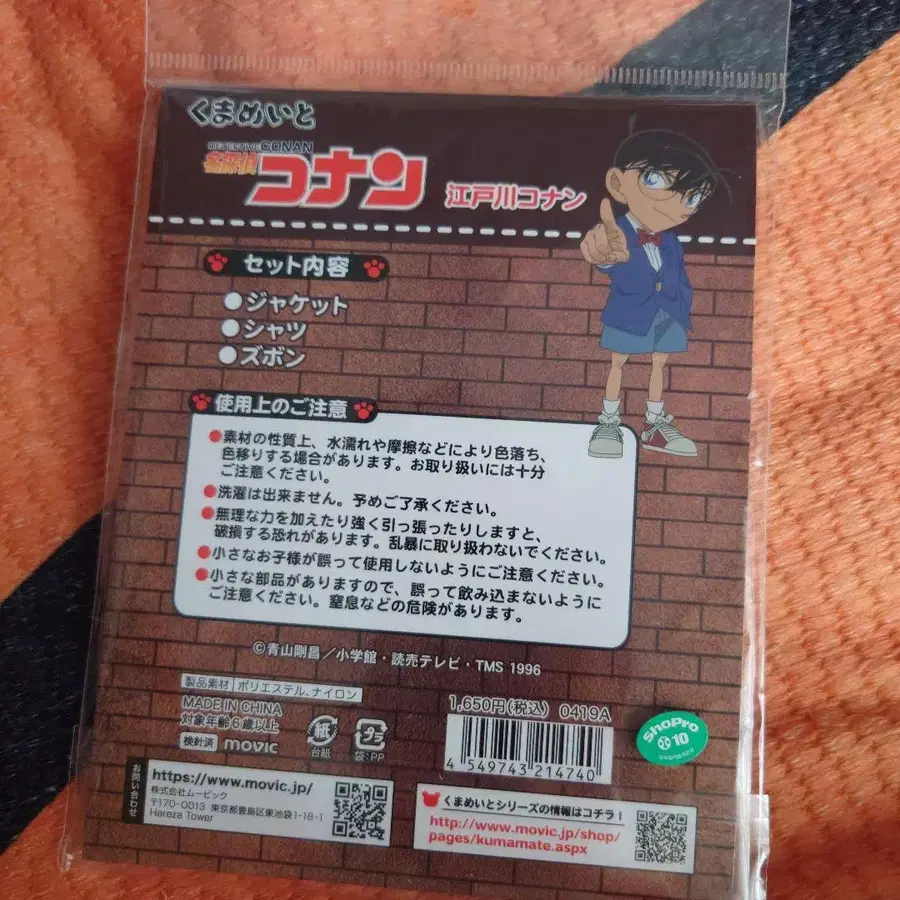 くまめいと
DETECTIVE CONAN
名探偵
コナン
江戸川コナン
セット内容
●ジャケット
●シャツ
●ズボン
使用上のご注意
●素材の性質上、水濡れや摩擦などにより色落ち、
色移りする場合があります。お取り扱いには十分
ご注意ください。
●洗濯は出来ません。予めご了承ください。
●無理な力を加えたり強く引っ張ったりしますと、
破損する恐れがあります。乱暴に取り扱わないでください。
●小さなお子様が誤って使用しないようにご注意ください。
●小さな部品がありますので、誤って飲み込まないように
ご注意ください。窒息などの危険があります。
©青山剛昌／小学館・読売テレビ・TMS 1996
製品素材 ポリエステル、ナイロン
MADE IN CHINA
対象年齢6歳以上
検針済 movic
紙
台紙
プラ
袋:PP
1,650円(税込) 0419A
4 549743 214740
ShoPro
10
お問い合わせ
https://www.movic.jp/
株式会社ムービック
〒170-0013 東京都豊島区東池袋1-18-1
Hareza Tower
くまめいとシリーズの情報はコチラ！
http://www.movic.jp/shop/
pages/kumamate.aspx